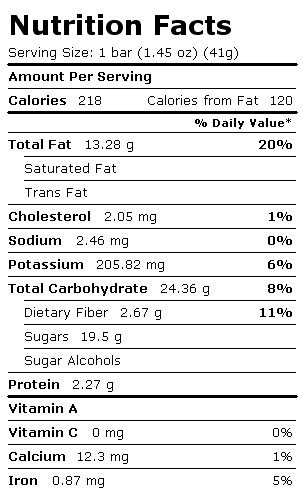 Nutrition Facts
Serving Size: 1 bar (1.45 oz) (41g)
Amount Per Serving
Calories 218 Calories from Fat 120
% Daily Value*
Total Fat 13.28 g 20%
Saturated Fat
Trans Fat
Cholesterol 2.05 mg 1%
Sodium 2.46 mg 0%
Potassium 205.82 mg 6%
Total Carbohydrate 24.36 g 8%
Dietary Fiber 2.67 g 11%
Sugars 19.5 g
Sugar Alcohols
Protein 2.27 g
Vitamin A
Vitamin C 0 mg 0%
Calcium 12.3 mg 1%
Iron 0.87 mg 5%